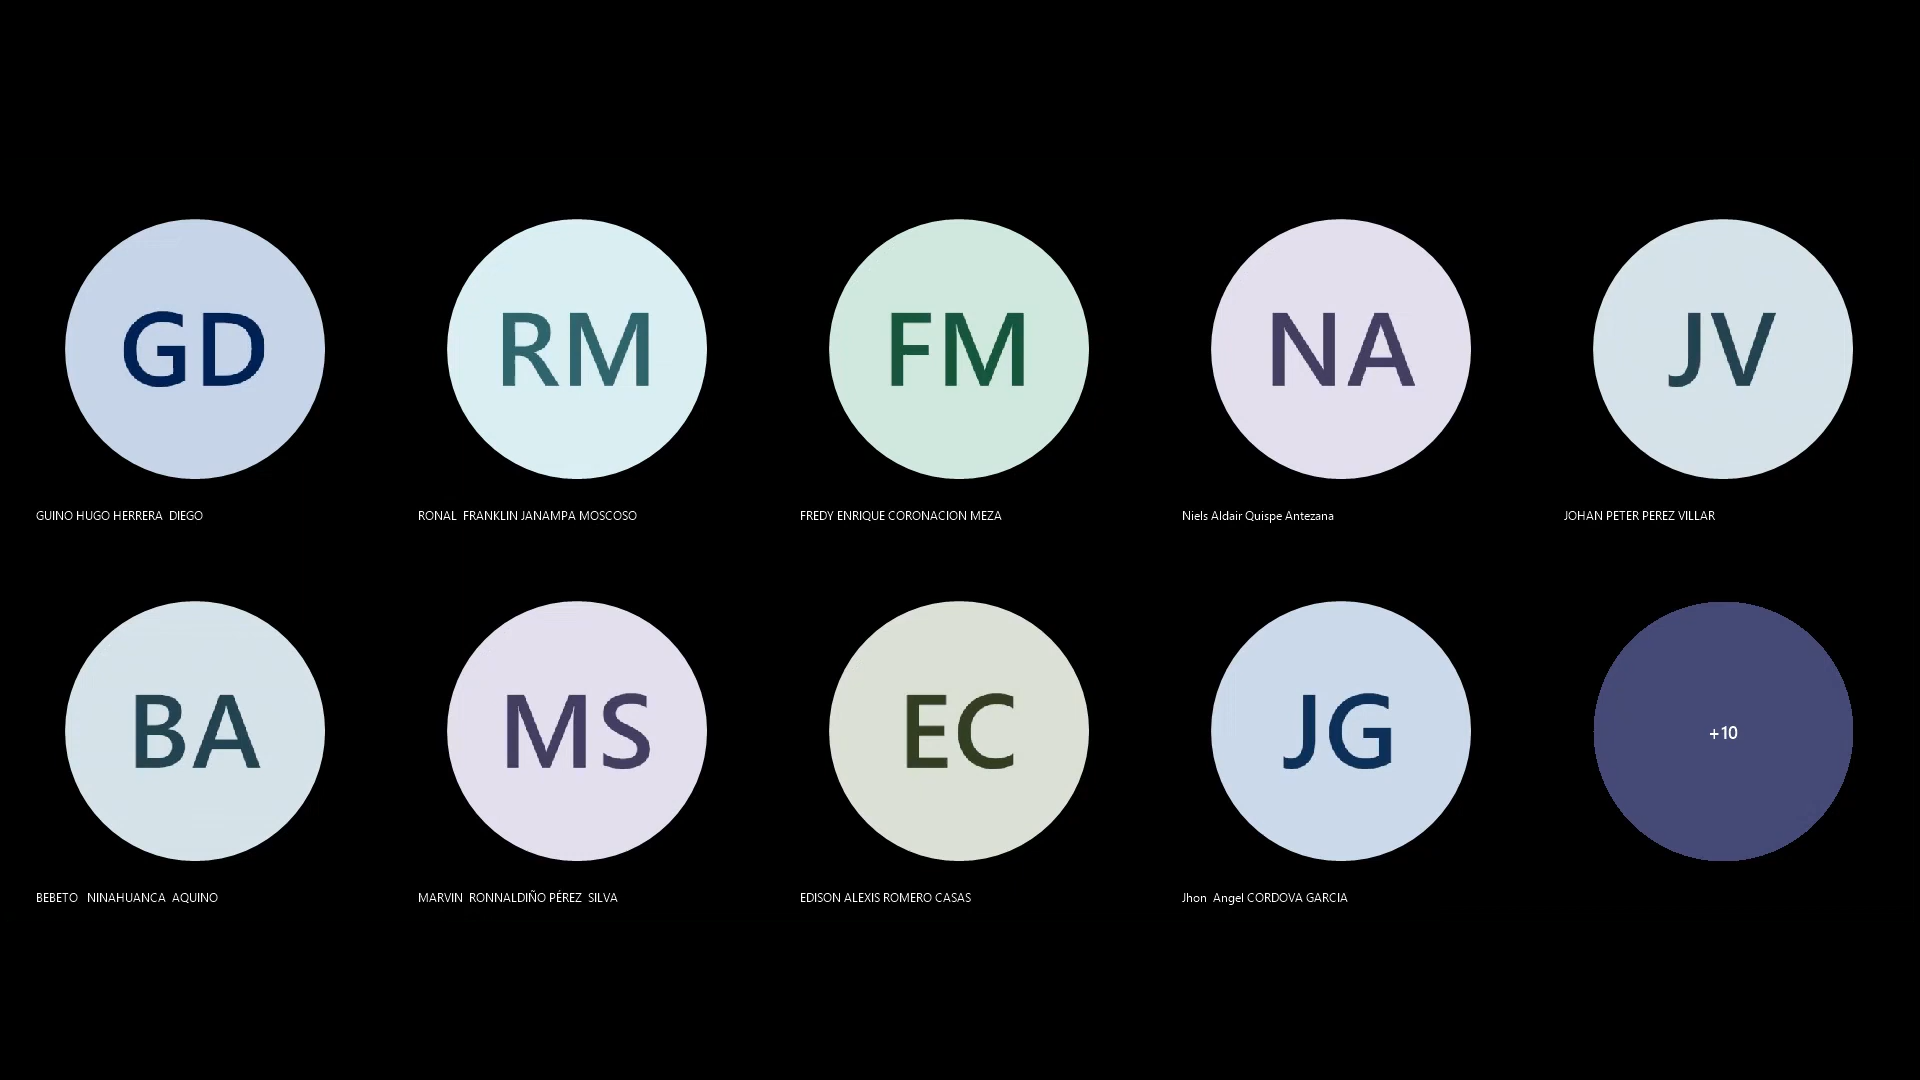 GD
RM
FM
NA
JV
GUINO HUGO HERRERA  DIEGO
RONAL  FRANKLIN JANAMPA MOSCOSO
FREDY ENRIQUE CORONACION MEZA
Niels Aldair Quispe Antezana
JOHAN PETER PEREZ VILLAR
BA
MS
EC
JG
+10
BEBETO   NINAHUANCA  AQUINO
MARVIN  RONNALDIÑO PÉREZ  SILVA
EDISON ALEXIS ROMERO CASAS
Jhon  Angel CORDOVA GARCIA